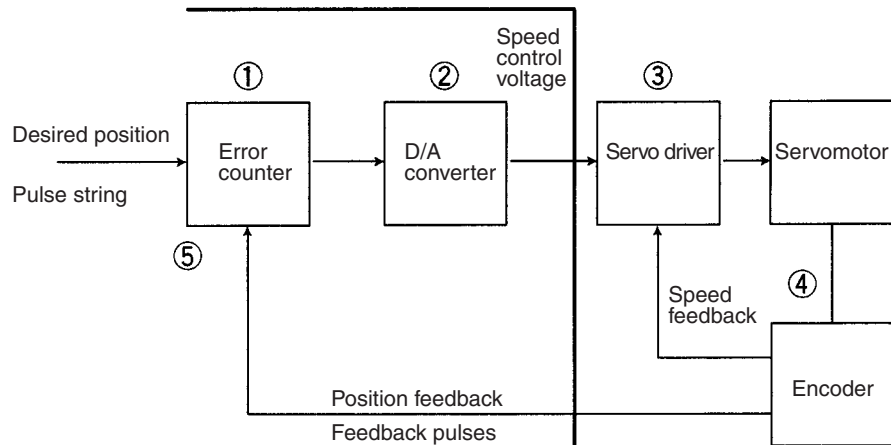 ①
②
Speed
control
voltage
③
Desired position
Pulse string
Error
counter
D/A
converter
Servo driver
Servomotor
⑤
④
Speed
feedback
Encoder
Position feedback
Feedback pulses